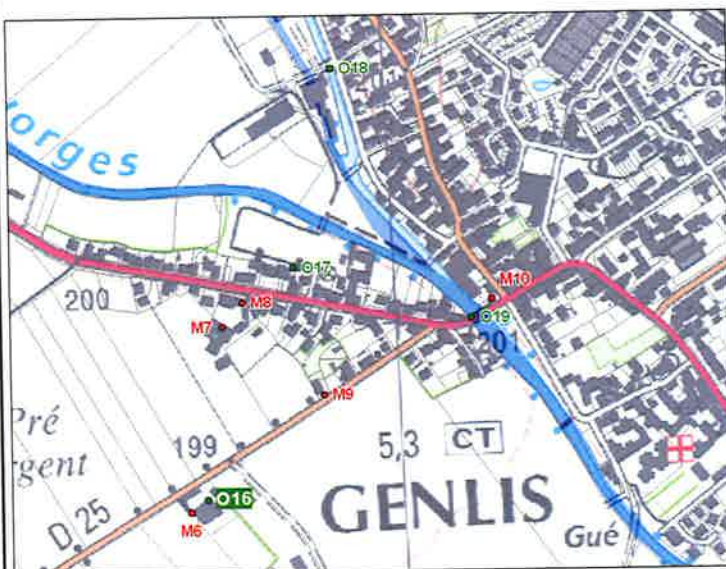 O18
orges
O17
M10
200
M8
O19
M7
201
M9
Pré
199
5,3
CT
O16
D 25
M6
GENLIS
Gué